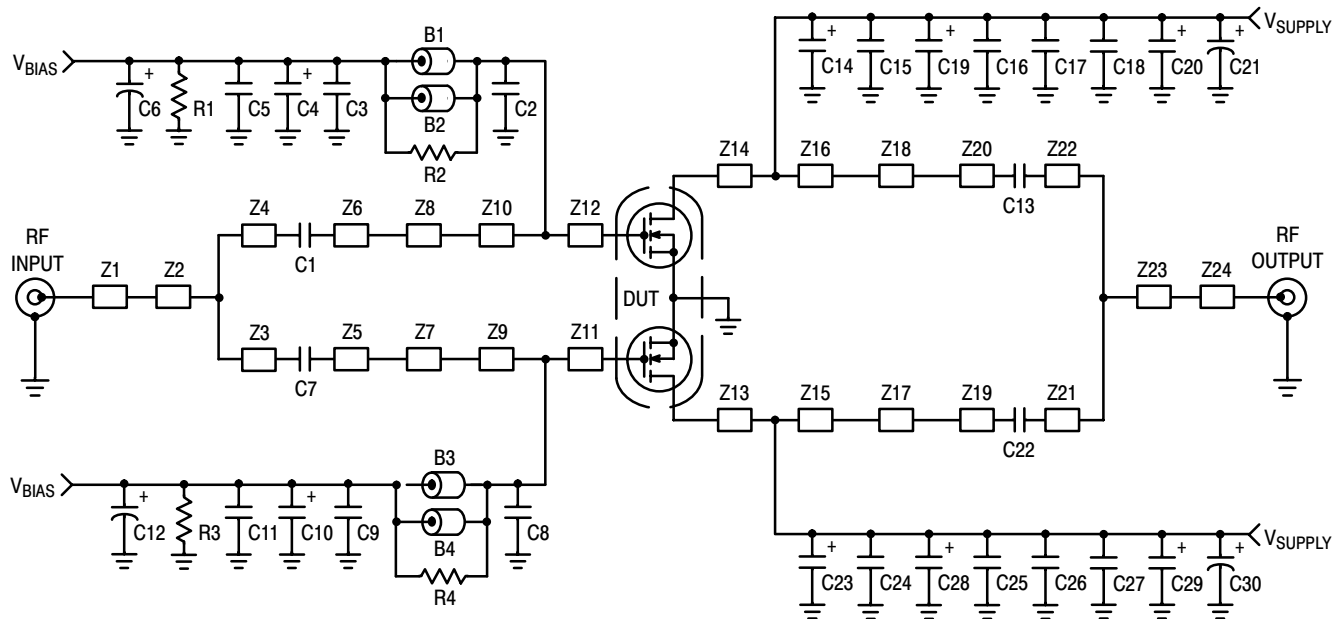 B1
V_BIAS
+
+
C6
R1
C5
C4
C3
C2
B2
R2
V_SUPPLY
+
+
+
+
C14
C15
C19
C16
C17
C18
C20
C21
Z14
Z16
Z18
Z20
Z22
C13
Z4
Z6
Z8
Z10
Z12
C1
RF
INPUT
Z1
Z2
DUT
Z23
Z24
RF
OUTPUT
Z3
Z5
Z7
Z9
Z11
C7
Z13
Z15
Z17
Z19
Z21
C22
B3
V_BIAS
+
+
C12
R3
C11
C10
C9
C8
B4
R4
V_SUPPLY
+
+
+
+
C23
C24
C28
C25
C26
C27
C29
C30